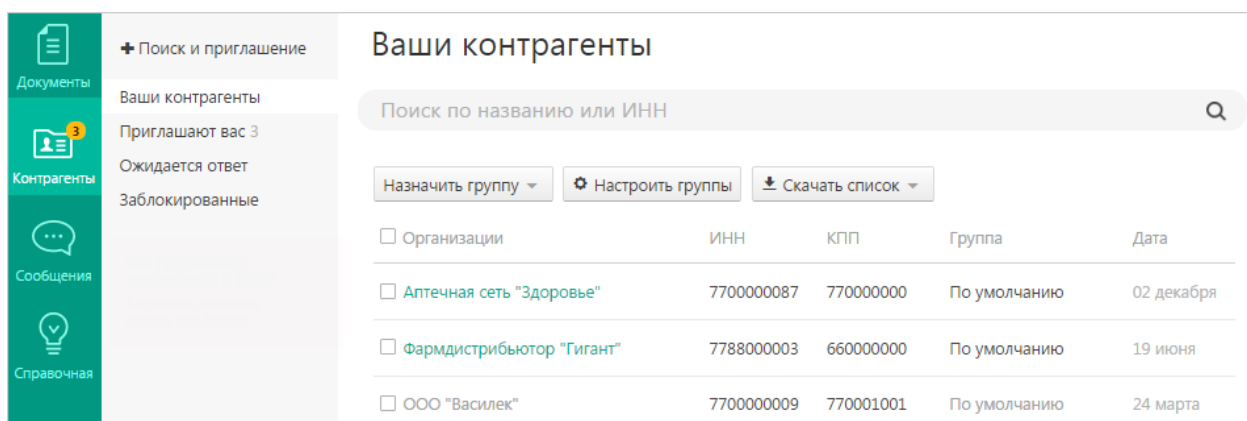 Документы
3
Контрагенты
Сообщения
Справочная
+ Поиск и приглашение
Ваши контрагенты
Приглашают вас 3
Ожидается ответ
Заблокированные
Ваши контрагенты
Поиск по названию или ИНН
Назначить группу Настроить группы Скачать список
Организации ИНН КПП Группа Дата
Аптечная сеть "Здоровье" 7700000087 770000000 По умолчанию 02 декабря
Фармдистрибьютор "Гигант" 7788000003 660000000 По умолчанию 19 июня
ООО "Василек" 7700000009 770001001 По умолчанию 24 марта